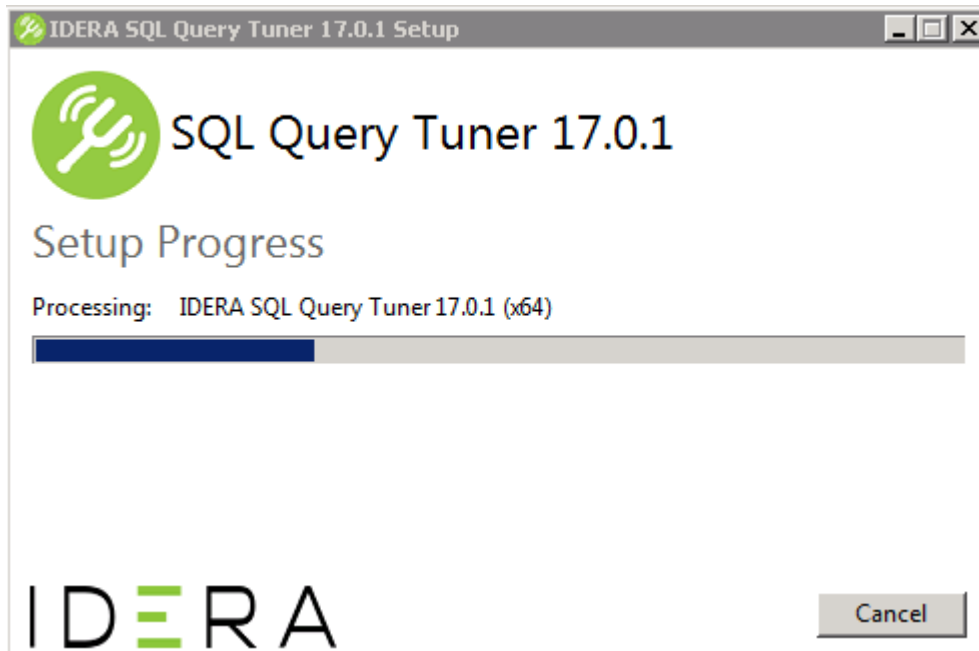 IDERA SQL Query Tuner 17.0.1 Setup
SQL Query Tuner 17.0.1
Setup Progress
Processing: IDERA SQL Query Tuner 17.0.1 (x64)
IDERA
Cancel